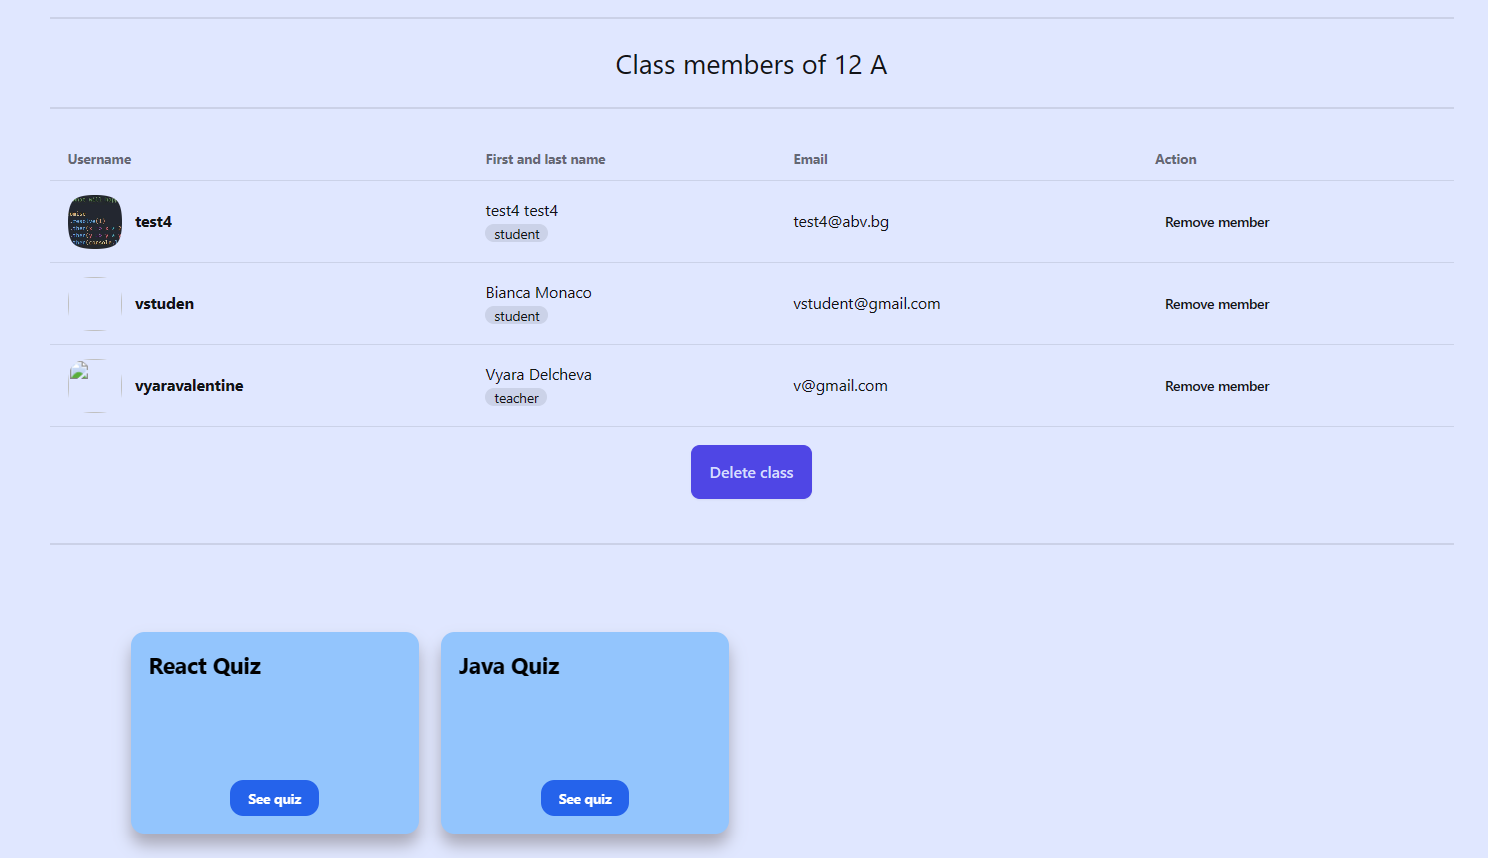 Class members of 12 A
Username First and last name Email Action
test4 test4 test4 test4@abv.bg Remove member
student
vstuden Bianca Monaco vstudent@gmail.com Remove member
student
vyaravalentine Vyara Delcheva v@gmail.com Remove member
teacher
Delete class
React Quiz Java Quiz
See quiz See quiz